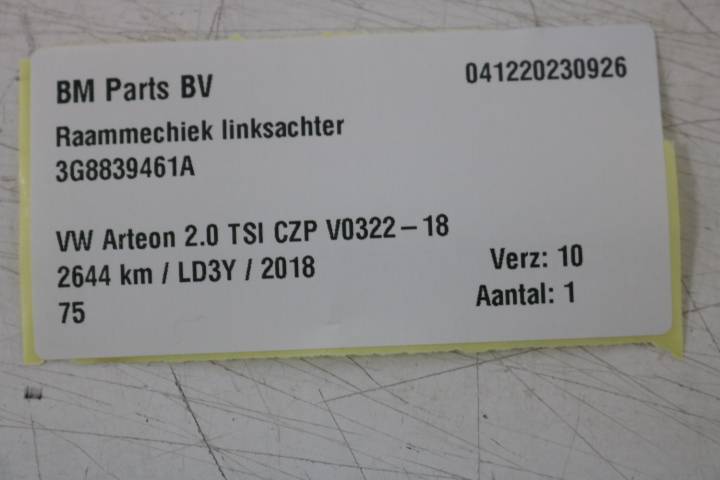 BM Parts BV 041220230926
Raammechiek linksachter
3G8839461A
VW Arteon 2.0 TSI CZP V0322-18
2644 km / LD3Y / 2018 Verz: 10
75 Aantal: 1